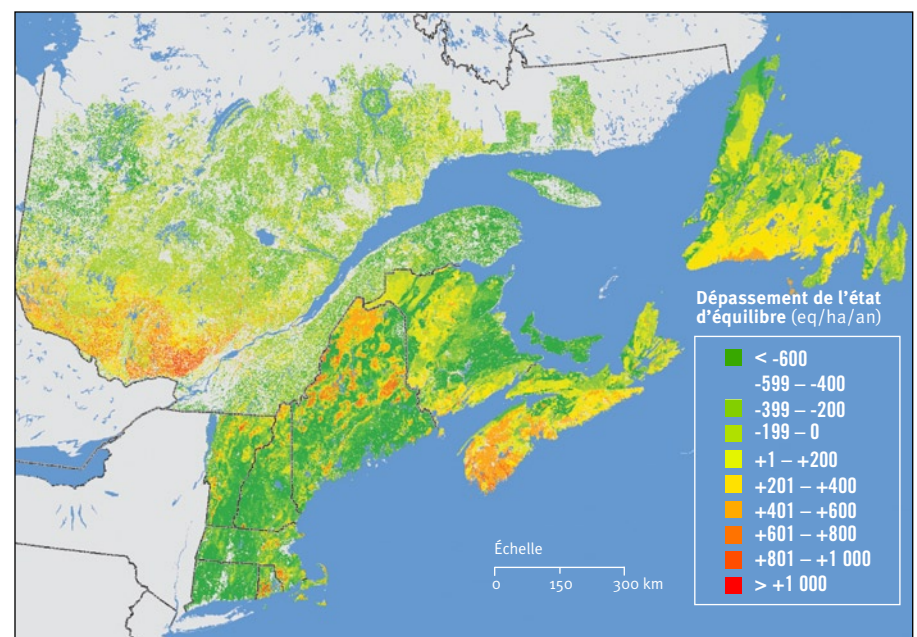 Dépassement de l'état
d'équilibre (eq/ha/an)
< -600
-599 – -400
-399 – -200
-199 – 0
+1 – +200
+201 – +400
+401 – +600
+601 – +800
+801 – +1 000
> +1 000
Échelle
0 150 300 km